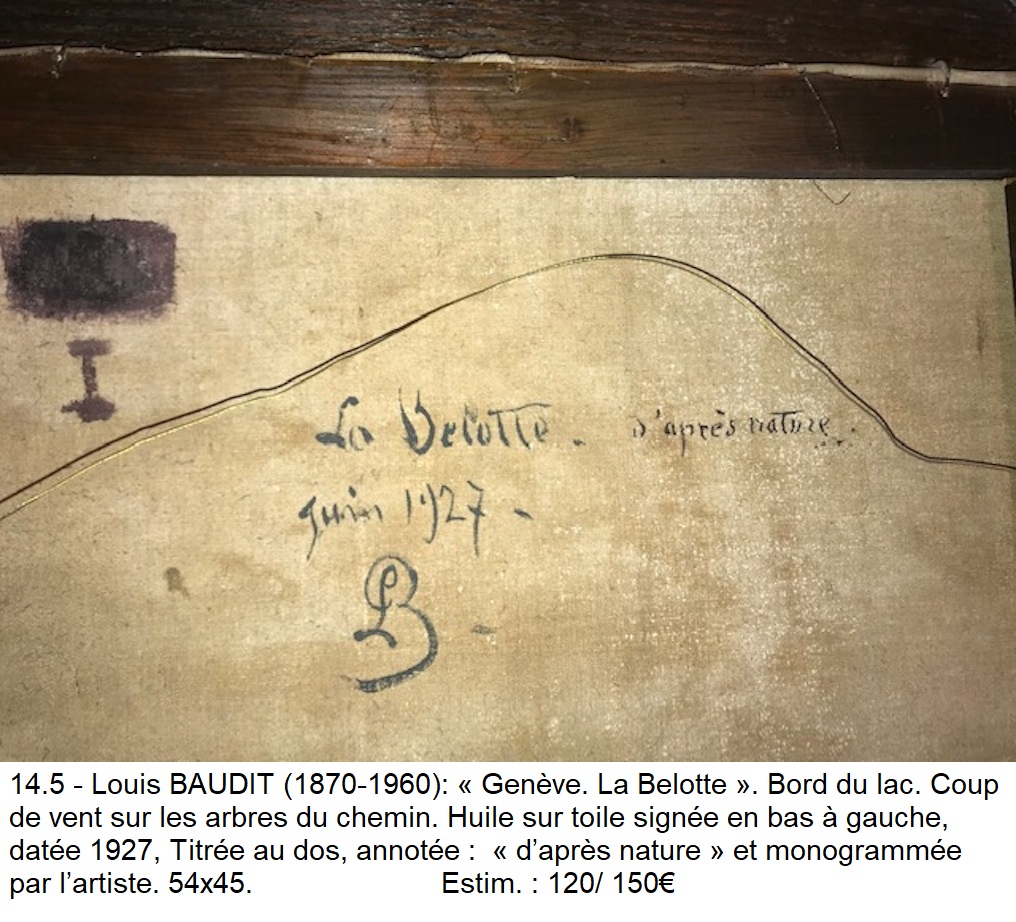 La Belotte. d'après nature.
juin 1927 -
LB -
14.5 - Louis BAUDIT (1870-1960): « Genève. La Belotte ». Bord du lac. Coup
de vent sur les arbres du chemin. Huile sur toile signée en bas à gauche,
datée 1927, Titrée au dos, annotée : « d’après nature » et monogrammée
par l’artiste. 54x45. Estim. : 120/ 150€